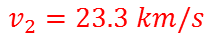 v₂ = 23.3 km/s